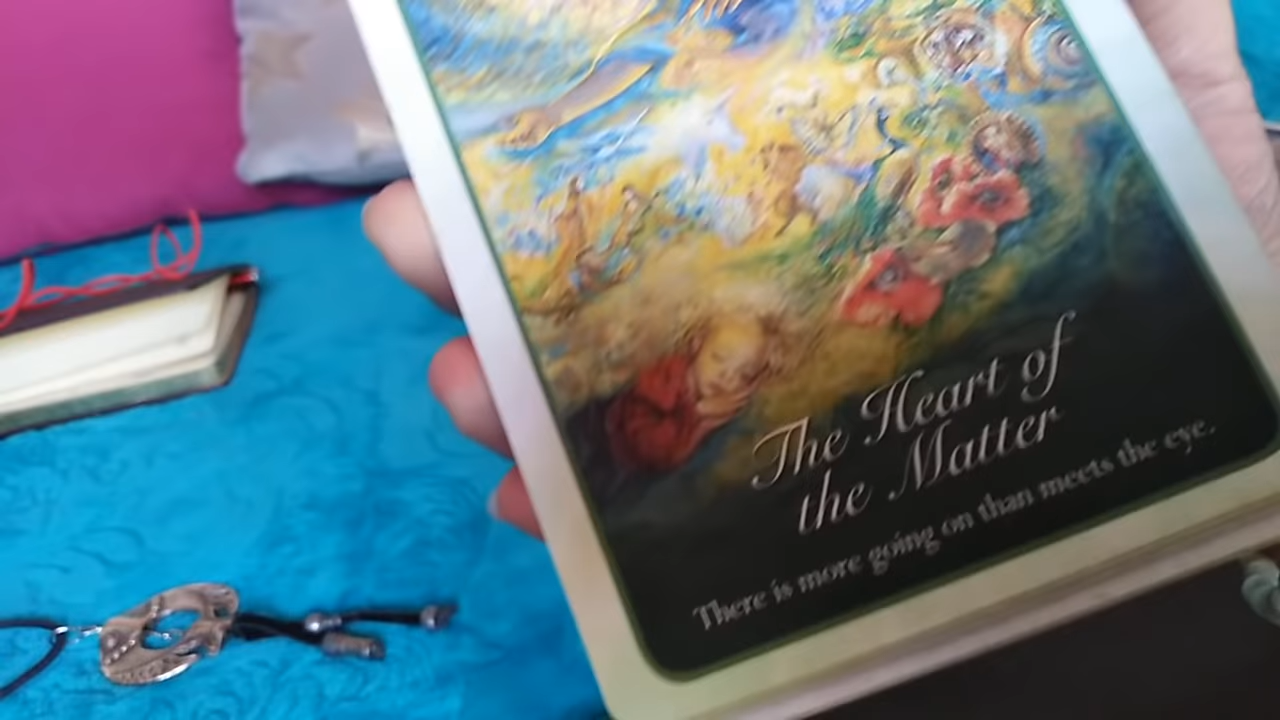 The Heart of
the Matter
There is more going on than meets the eye.